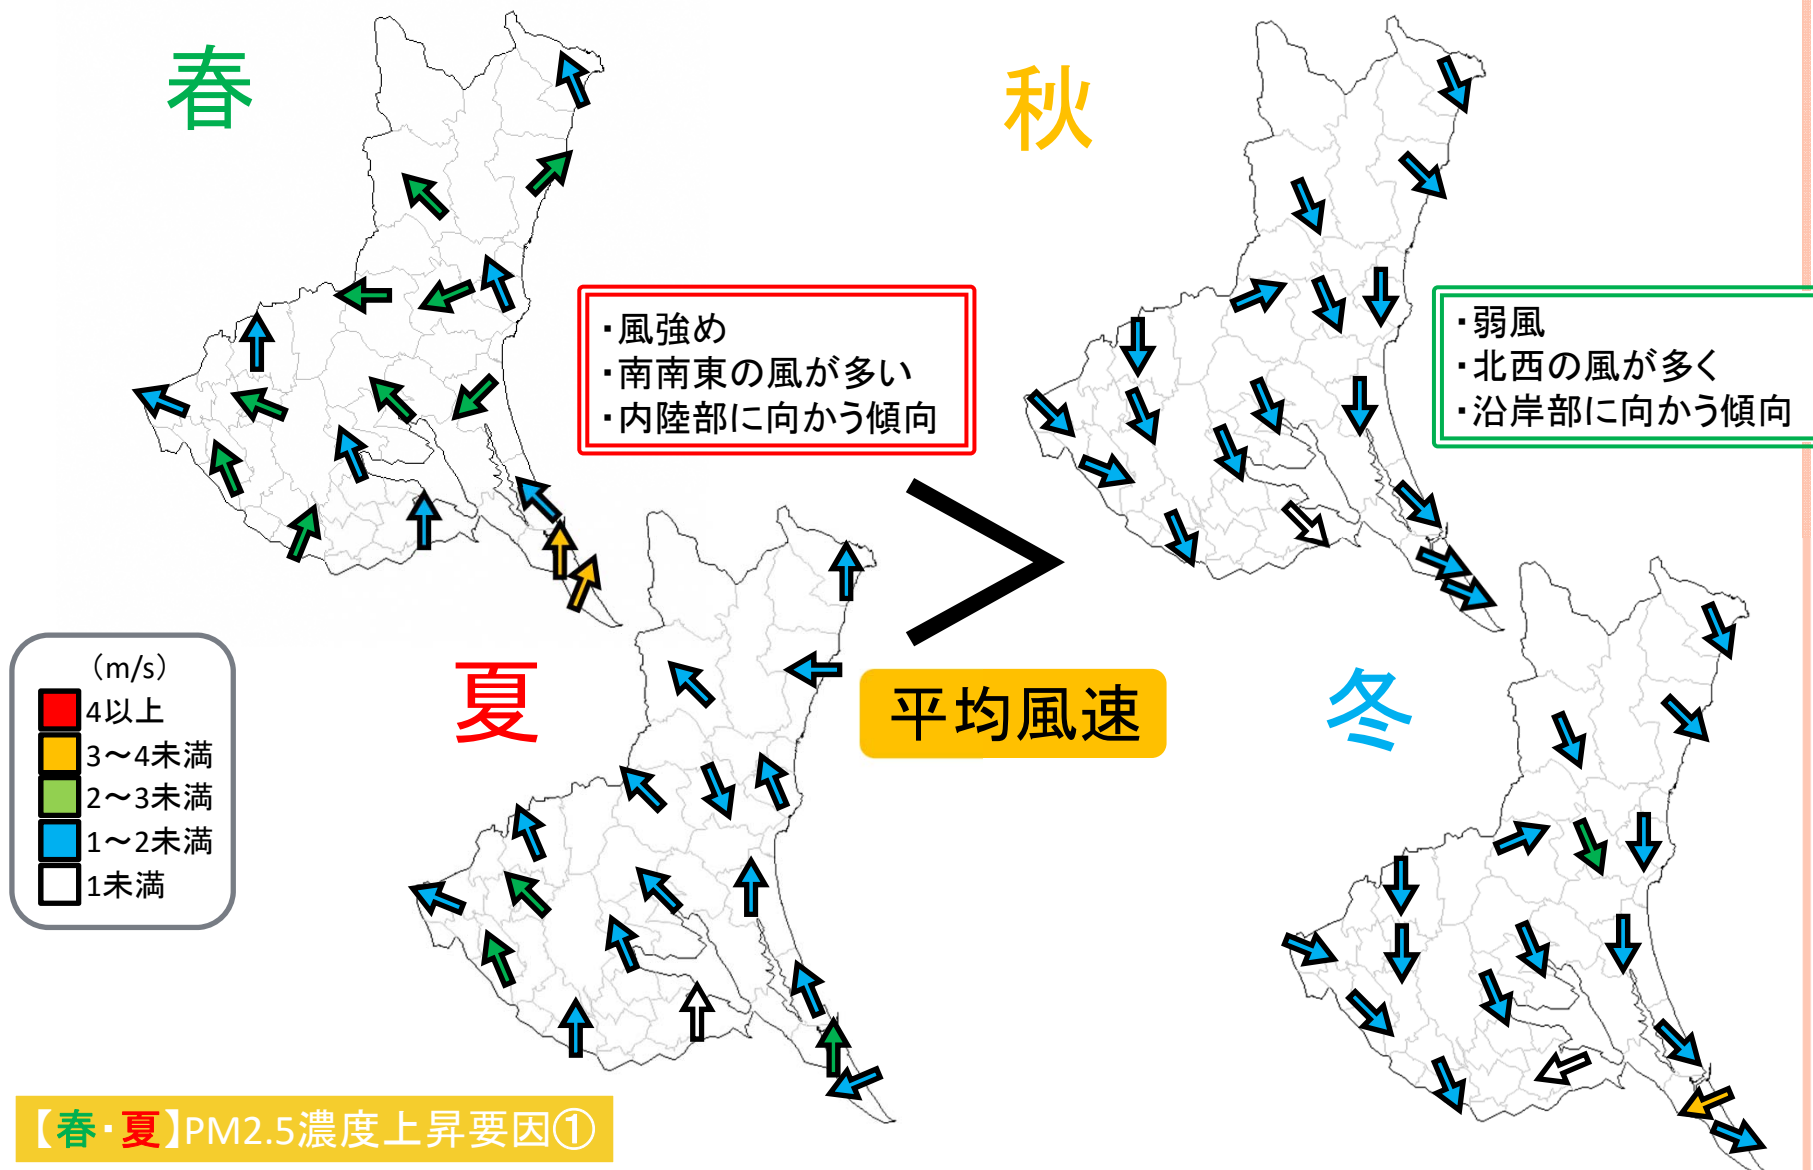 春
秋
・風強め
・南南東の風が多い
・内陸部に向かう傾向
・弱風
・北西の風が多く
・沿岸部に向かう傾向
＞
（m/s）
4以上
3～4未満
2～3未満
1～2未満
1未満
夏
平均風速
冬
【春・夏】PM2.5濃度上昇要因①